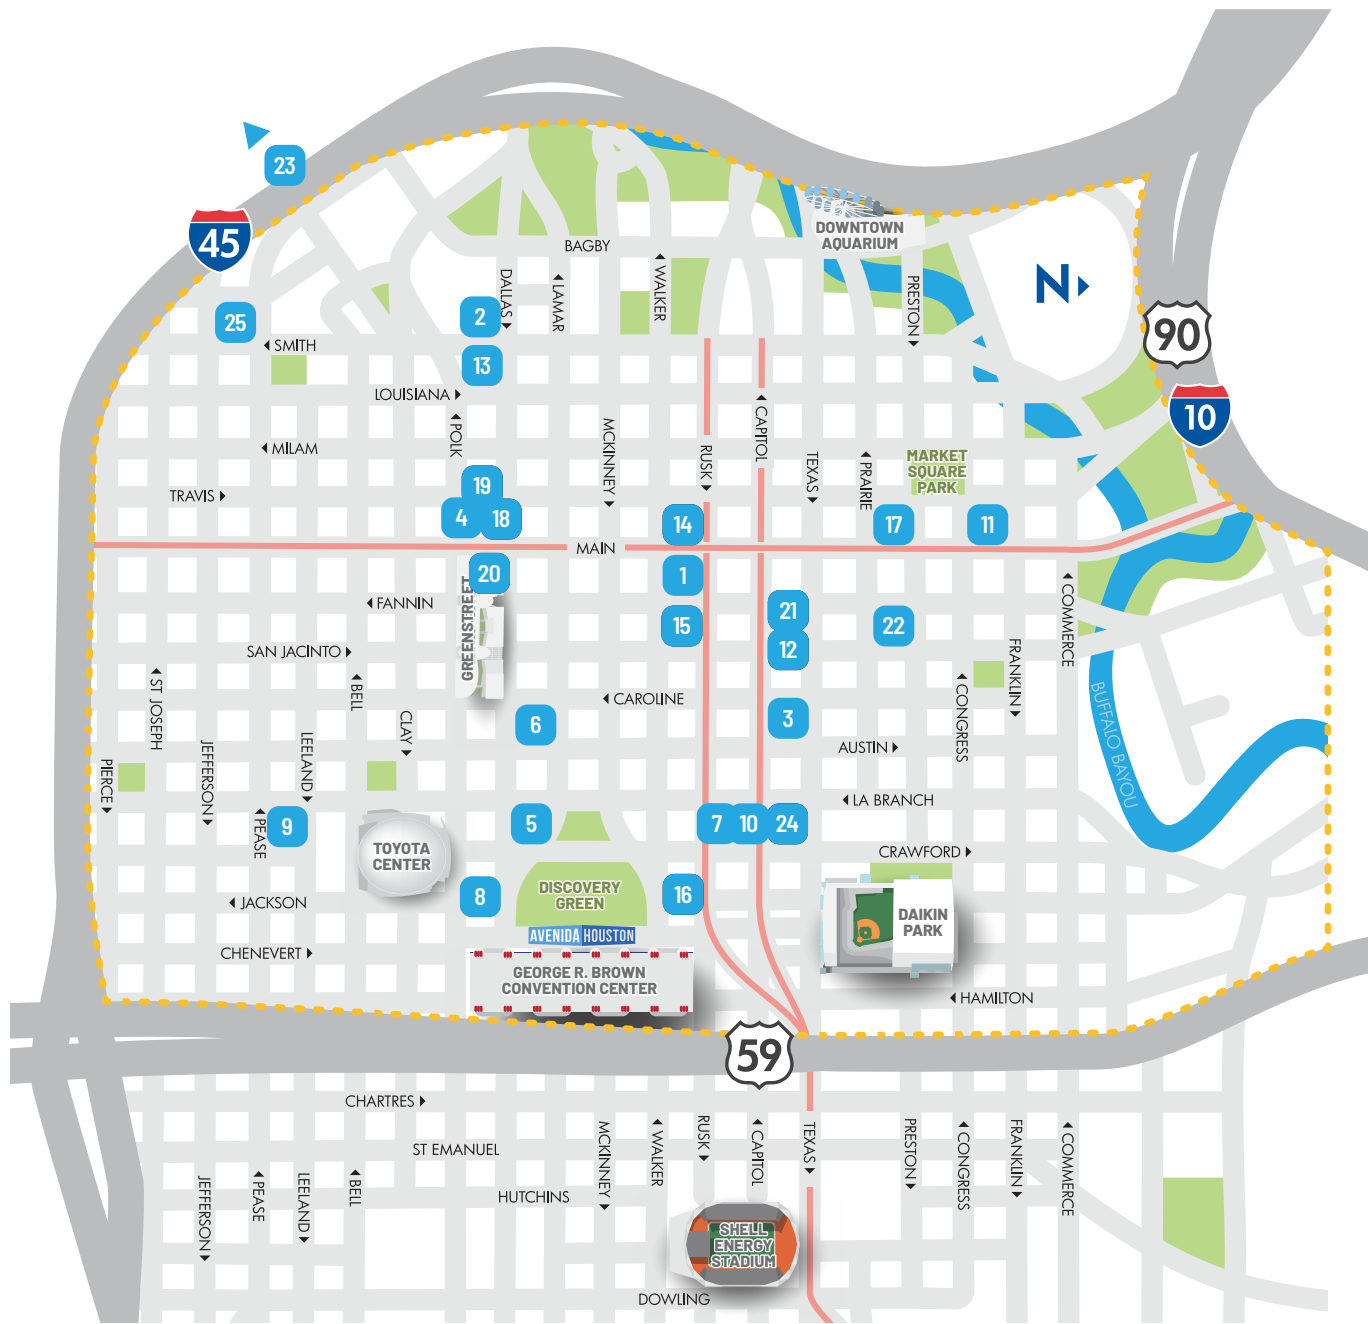 23
45
BAGBY
DOWNTOWN
AQUARIUM
N
DALLAS
LAMAR
WALKER
PRESTON
2
25
SMITH
90
13
LOUISIANA
10
POLK
MCKINNEY
RUSK
CAPITOL
TEXAS
PRAIRIE
MILAM
MARKET
SQUARE
PARK
TRAVIS
19
4
18
14
17
11
MAIN
20
1
GREENSTREET
FANNIN
COMMERCE
21
15
22
12
SAN JACINTO
FRANKLIN
ST JOSEPH
BELL
CAROLINE
CONGRESS
BUFFALO BAYOU
6
3
CLAY
AUSTIN
JEFFERSON
LEELAND
PIERCE
LA BRANCH
PEASE
9
5
7
10
24
TOYOTA
CENTER
CRAWFORD
8
DISCOVERY
GREEN
16
JACKSON
DAIKIN
PARK
AVENIDA HOUSTON
CHENEVERT
GEORGE R. BROWN
CONVENTION CENTER
HAMILTON
59
CHARTRES
ST EMANUEL
MCKINNEY
WALKER
RUSK
CAPITOL
TEXAS
PRESTON
CONGRESS
FRANKLIN
COMMERCE
JEFFERSON
PEASE
LEELAND
BELL
HUTCHINS
SHELL
ENERGY
STADIUM
DOWLING